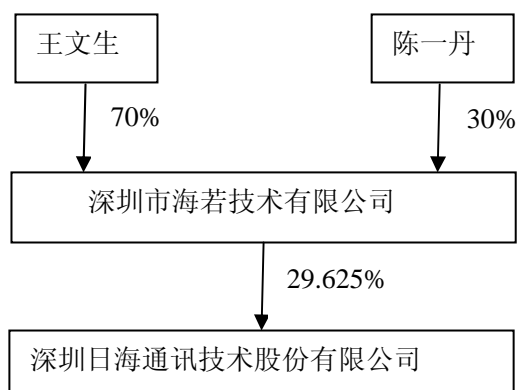 王文生
陈一丹
70%
30%
深圳市海若技术有限公司
29.625%
深圳日海通讯技术股份有限公司